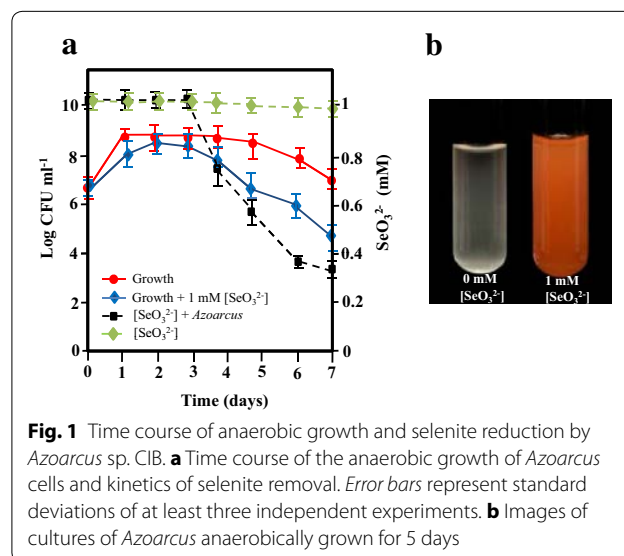 a
b
Log CFU ml⁻¹
10
8
6
4
2
0
Growth
Growth + 1 mM [SeO₃²⁻]
[SeO₃²⁻] + Azoarcus
[SeO₃²⁻]
0 1 2 3 4 5 6 7
Time (days)
1
0.8
0.6
0.4
0.2
0
SeO₃²⁻ (mM)
0 mM
[SeO₃²⁻]
1 mM
[SeO₃²⁻]
Fig. 1 Time course of anaerobic growth and selenite reduction by
Azoarcus sp. CIB. a Time course of the anaerobic growth of Azoarcus
cells and kinetics of selenite removal. Error bars represent standard
deviations of at least three independent experiments. b Images of
cultures of Azoarcus anaerobically grown for 5 days